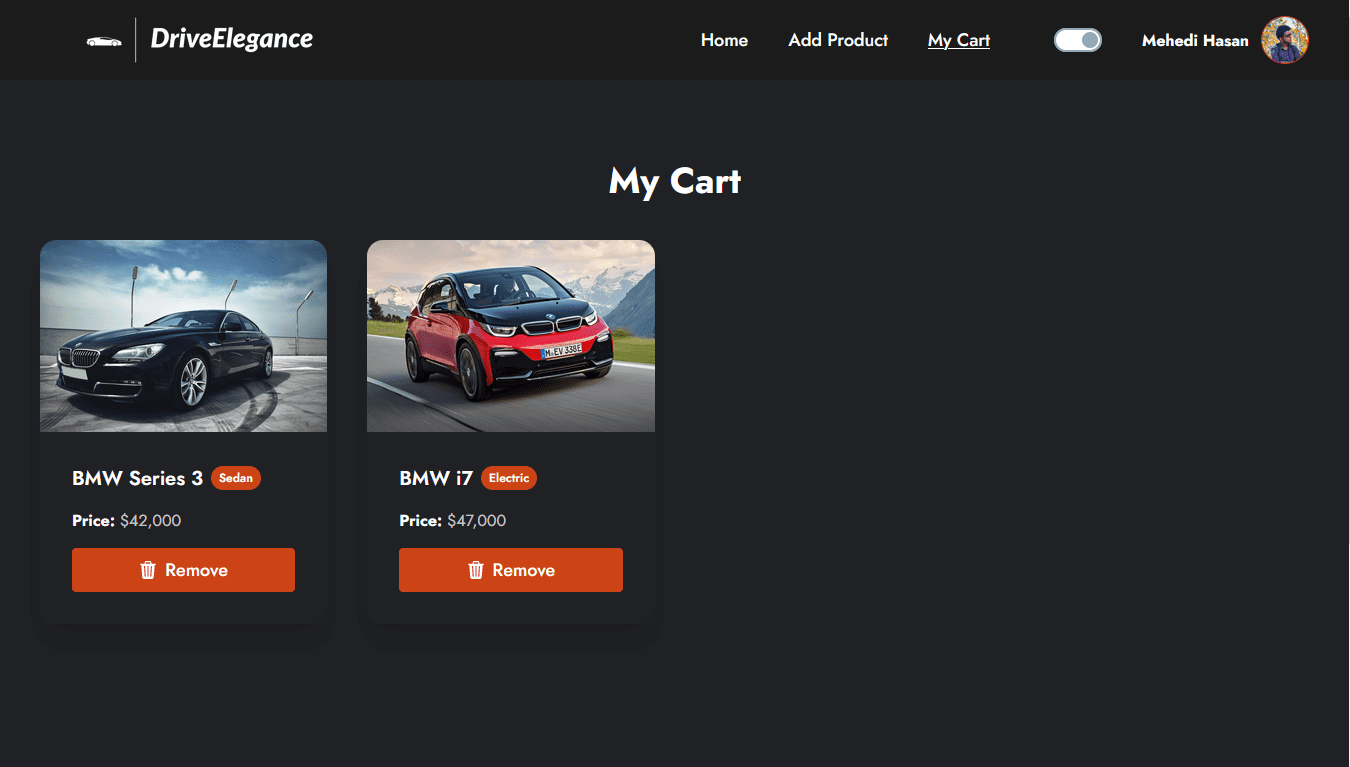 DriveElegance
Home Add Product My Cart Mehedi Hasan
My Cart
BMW Series 3 Sedan
Price: $42,000
Remove
M·EV 338E
BMW i7 Electric
Price: $47,000
Remove